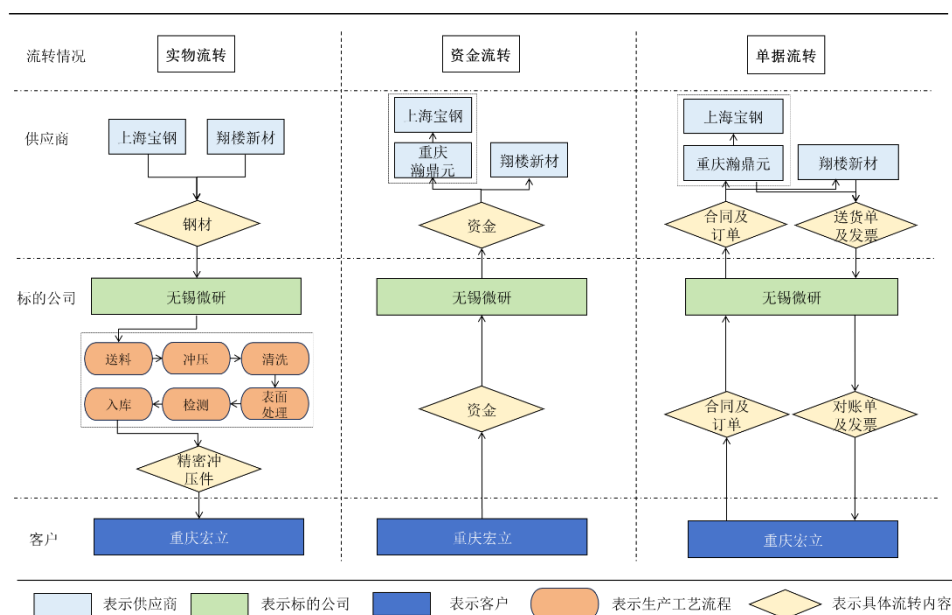 流转情况
实物流转
资金流转
单据流转
供应商
上海宝钢
翔楼新材
上海宝钢
重庆
瀚鼎元
翔楼新材
上海宝钢
重庆瀚鼎元
翔楼新材
钢材
资金
合同及
订单
送货单
及发票
标的公司
无锡微研
无锡微研
无锡微研
送料
冲压
清洗
入库
检测
表面
处理
资金
合同及
订单
对账单
及发票
精密冲
压件
客户
重庆宏立
重庆宏立
重庆宏立
表示供应商
表示标的公司
表示客户
表示生产工艺流程
表示具体流转内容